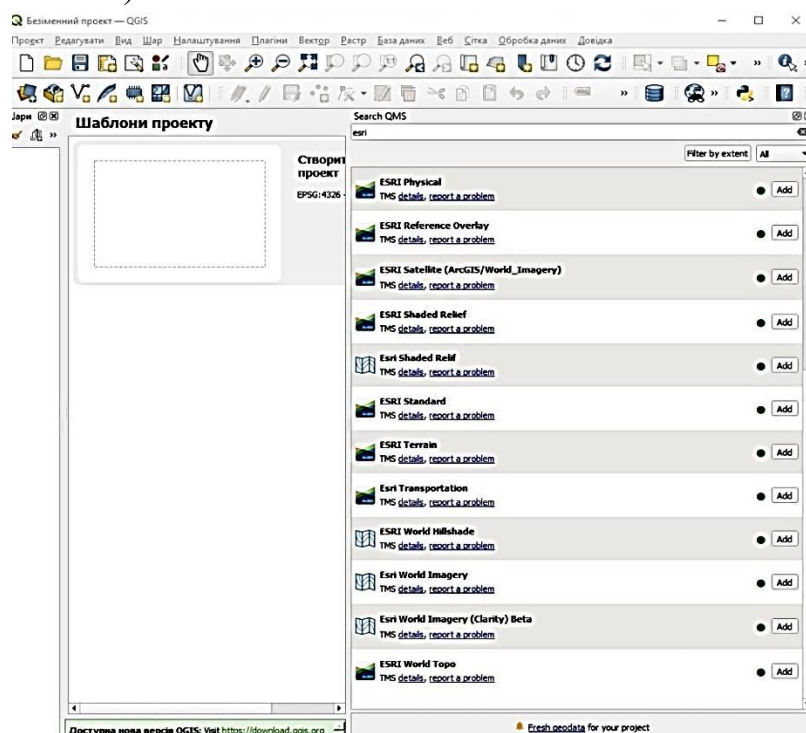 Безіменний проект — QGIS
Проєкт Редагувати Вид Шар Налаштування Плагіни Вектор Растр База даних Веб Сітка Обробка даних Довідка
Шаблони проекту
Search QMS
esri
Filter by extent All
Створит
проект
EPSG:4326
ESRI Physical
TMS details, report a problem
Add
ESRI Reference Overlay
TMS details, report a problem
Add
ESRI Satellite (ArcGIS/World_Imagery)
TMS details, report a problem
Add
ESRI Shaded Relief
TMS details, report a problem
Add
Esri Shaded Relif
TMS details, report a problem
Add
ESRI Standard
TMS details, report a problem
Add
ESRI Terrain
TMS details, report a problem
Add
Esri Transportation
TMS details, report a problem
Add
ESRI World Hillshade
TMS details, report a problem
Add
Esri World Imagery
TMS details, report a problem
Add
Esri World Imagery (Clarity) Beta
TMS details, report a problem
Add
ESRI World Topo
TMS details, report a problem
Add
Доступна нова версія QGIS: Visit https://download.qgis.org
Fresh geodata for your project